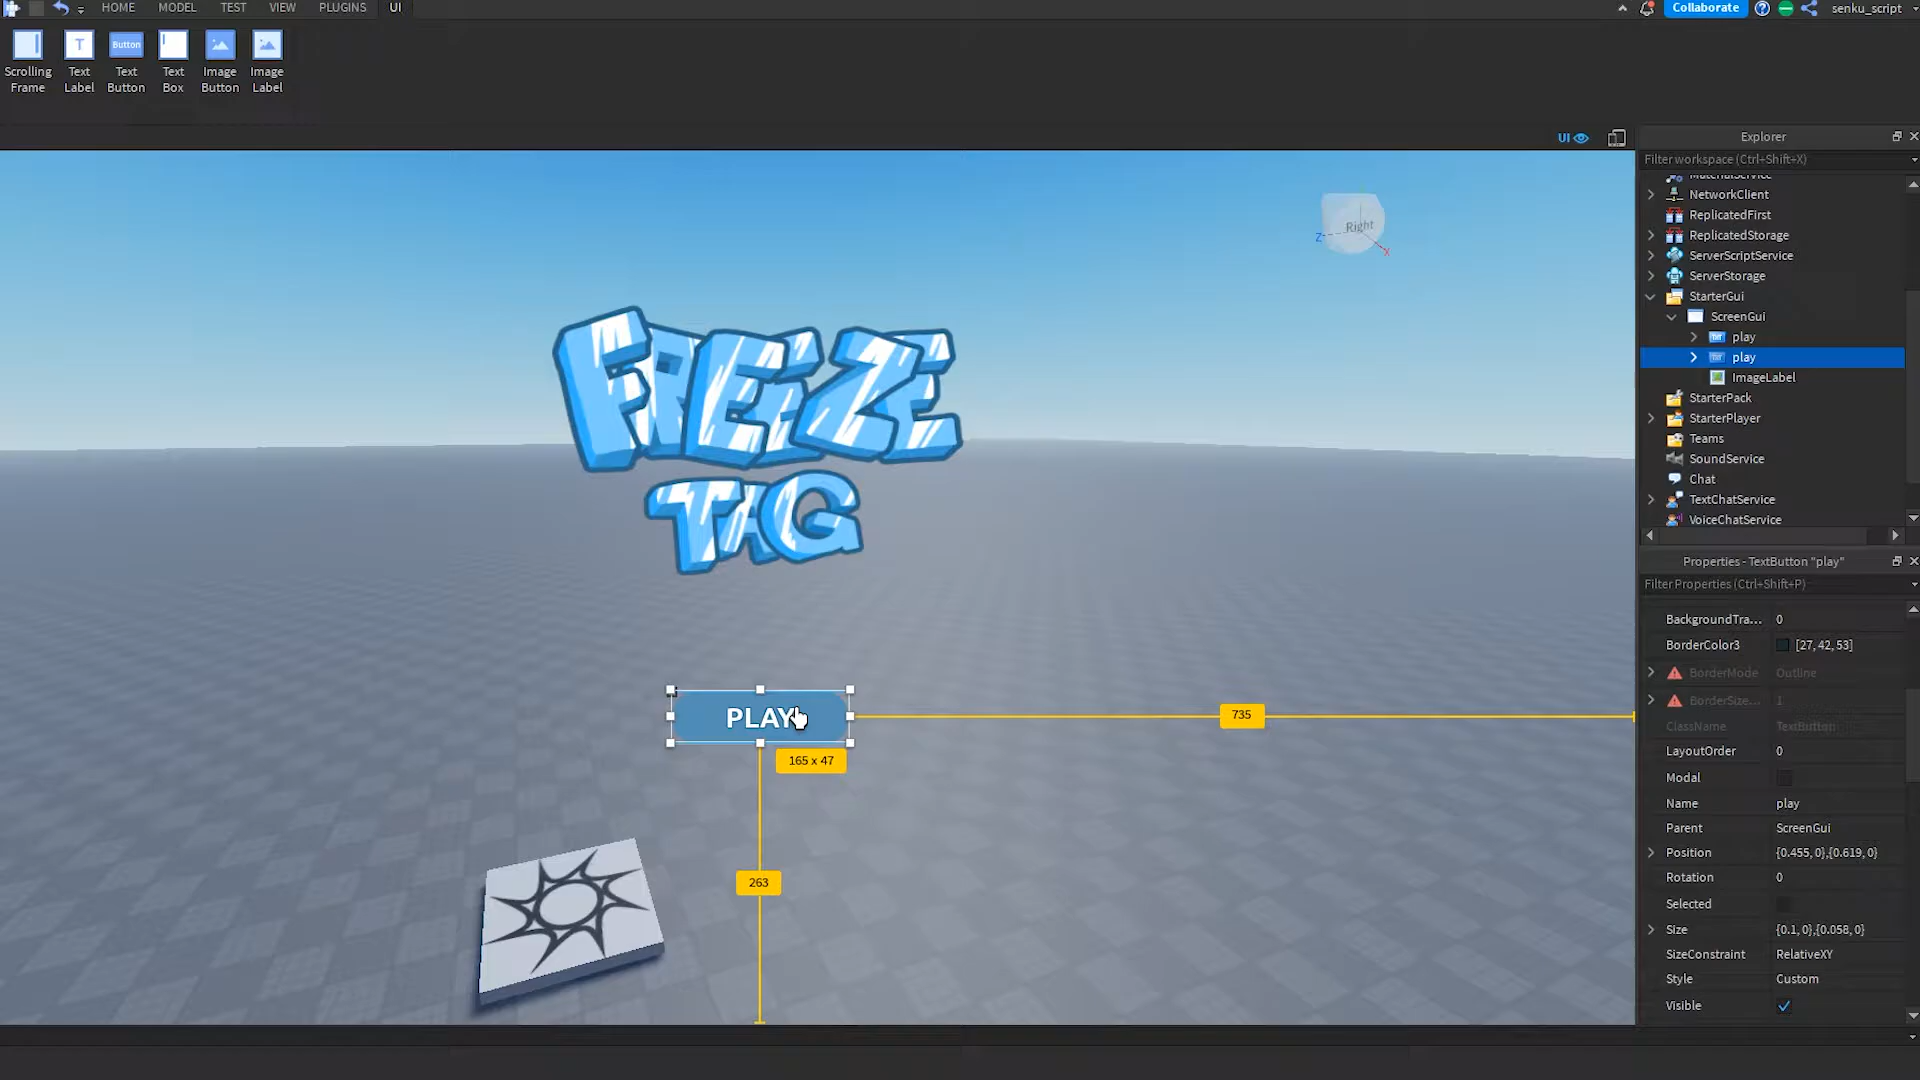 HOME MODEL TEST VIEW PLUGINS UI
Collaborate senku_script
Scrolling Frame
Text Label
Button
Text Button
Text Box
Image Button
Image Label
UI
Explorer
Filter workspace (Ctrl+Shift+X)
MaterialService
NetworkClient
ReplicatedFirst
ReplicatedStorage
ServerScriptService
ServerStorage
StarterGui
ScreenGui
play
play
ImageLabel
StarterPack
StarterPlayer
Teams
SoundService
Chat
TextChatService
VoiceChatService
Right
Z
X
FREEZE
TAG
PLAY
735
165 x 47
263
Properties - TextButton "play"
Filter Properties (Ctrl+Shift+P)
BackgroundTra... 0
BorderColor3 [27, 42, 53]
BorderMode Outline
BorderSize... 1
ClassName TextButton
LayoutOrder 0
Modal
Name play
Parent ScreenGui
Position {0.455, 0},{0.619, 0}
Rotation 0
Selected
Size {0.1, 0},{0.058, 0}
SizeConstraint RelativeXY
Style Custom
Visible